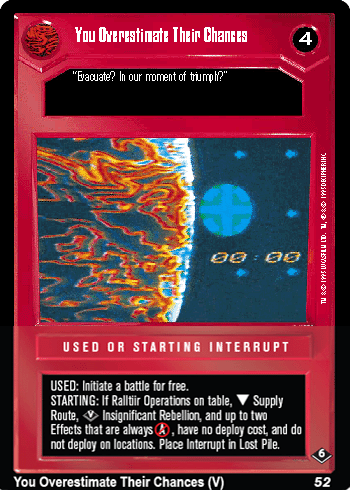 You Overestimate Their Chances
4
"Evacuate? In our moment of triumph?"
00:00
USED OR STARTING INTERRUPT
USED: Initiate a battle for free.
STARTING: If Ralltiir Operations on table, ▼ Supply
Route, Insignificant Rebellion, and up to two
Effects that are always , have no deploy cost, and do
not deploy on locations. Place Interrupt in Lost Pile.
6
You Overestimate Their Chances (V)
52